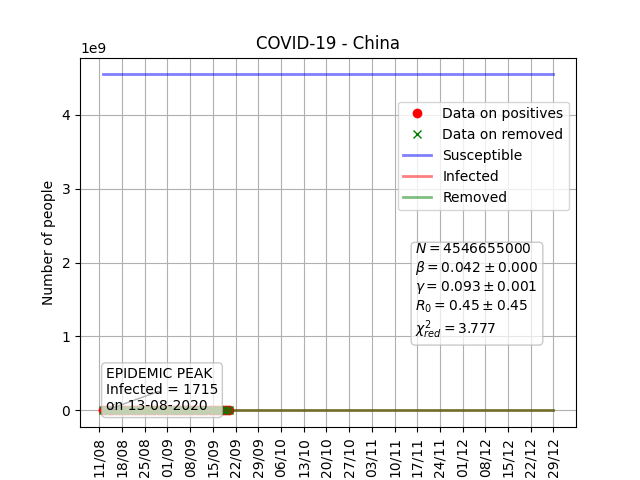 COVID-19 - China
1e9
4
3
2
1
0
Number of people
Data on positives
Data on removed
Susceptible
Infected
Removed
N = 4546655000
β = 0.042 ± 0.000
γ = 0.093 ± 0.001
R₀ = 0.45 ± 0.45
χ²red = 3.777
EPIDEMIC PEAK
Infected = 1715
on 13-08-2020
11/08
18/08
25/08
01/09
08/09
15/09
22/09
29/09
06/10
13/10
20/10
27/10
03/11
10/11
17/11
24/11
01/12
08/12
15/12
22/12
29/12